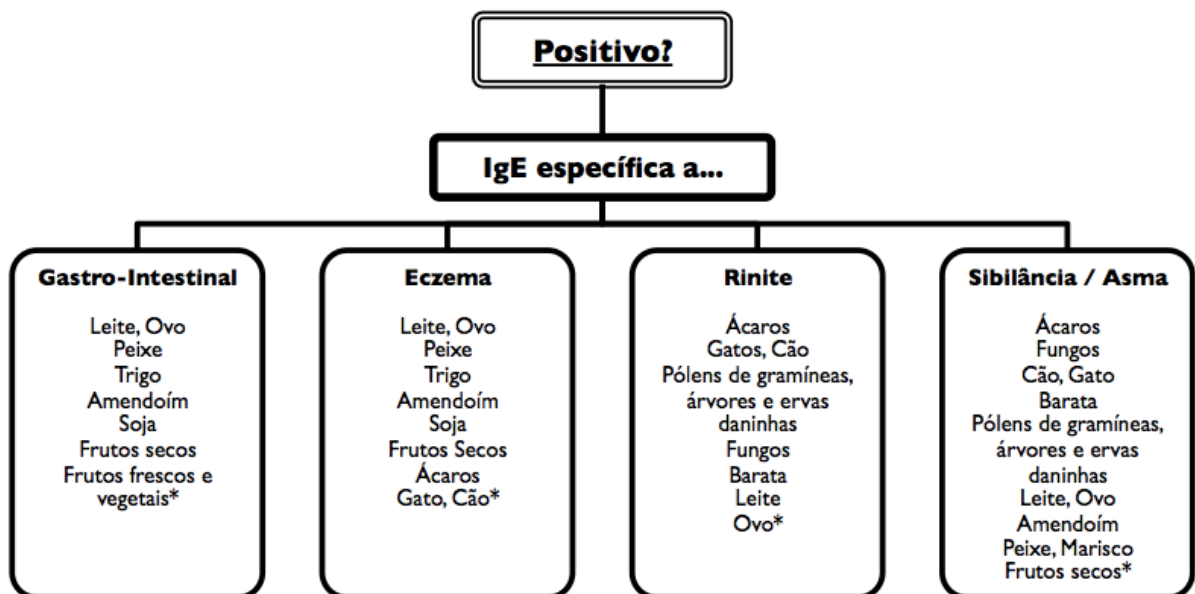 Positivo?
IgE específica a...
Gastro-Intestinal
Leite, Ovo
Peixe
Trigo
Amendoím
Soja
Frutos secos
Frutos frescos e
vegetais*
Eczema
Leite, Ovo
Peixe
Trigo
Amendoím
Soja
Frutos Secos
Ácaros
Gato, Cão*
Rinite
Ácaros
Gatos, Cão
Pólens de gramíneas,
árvores e ervas
daninhas
Fungos
Barata
Leite
Ovo*
Sibilância / Asma
Ácaros
Fungos
Cão, Gato
Barata
Pólens de gramíneas,
árvores e ervas
daninhas
Leite, Ovo
Amendoím
Peixe, Marisco
Frutos secos*